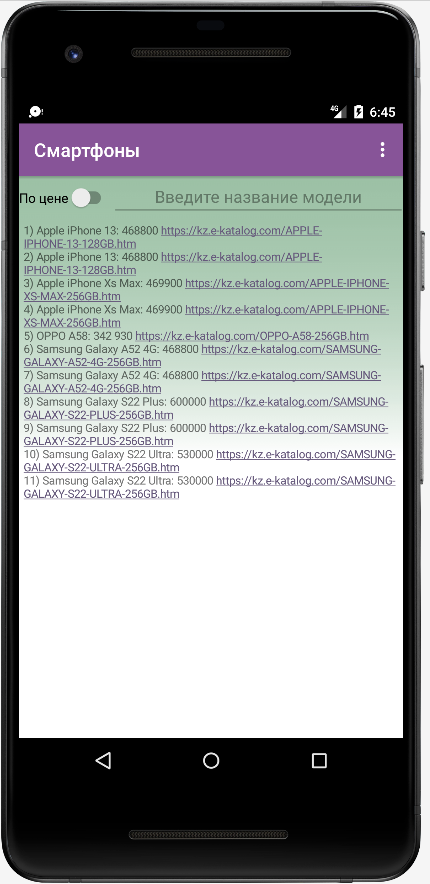 4G 6:45
Смартфоны
По цене Введите название модели
1) Apple iPhone 13: 468800 https://kz.e-katalog.com/APPLE-
IPHONE-13-128GB.htm
2) Apple iPhone 13: 468800 https://kz.e-katalog.com/APPLE-
IPHONE-13-128GB.htm
3) Apple iPhone Xs Max: 469900 https://kz.e-katalog.com/APPLE-IPHONE-
XS-MAX-256GB.htm
4) Apple iPhone Xs Max: 469900 https://kz.e-katalog.com/APPLE-IPHONE-
XS-MAX-256GB.htm
5) OPPO A58: 342 930 https://kz.e-katalog.com/OPPO-A58-256GB.htm
6) Samsung Galaxy A52 4G: 468800 https://kz.e-katalog.com/SAMSUNG-
GALAXY-A52-4G-256GB.htm
7) Samsung Galaxy A52 4G: 468800 https://kz.e-katalog.com/SAMSUNG-
GALAXY-A52-4G-256GB.htm
8) Samsung Galaxy S22 Plus: 600000 https://kz.e-katalog.com/SAMSUNG-
GALAXY-S22-PLUS-256GB.htm
9) Samsung Galaxy S22 Plus: 600000 https://kz.e-katalog.com/SAMSUNG-
GALAXY-S22-PLUS-256GB.htm
10) Samsung Galaxy S22 Ultra: 530000 https://kz.e-katalog.com/SAMSUNG-
GALAXY-S22-ULTRA-256GB.htm
11) Samsung Galaxy S22 Ultra: 530000 https://kz.e-katalog.com/SAMSUNG-
GALAXY-S22-ULTRA-256GB.htm